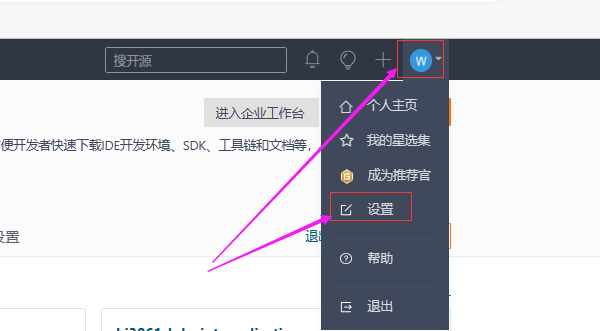 搜开源
W
进入企业工作台
个人主页
便开发者快速下载IDE开发环境、SDK、工具链和文档等，
我的星选集
G
成为推荐官
设置
设置
帮助
退出